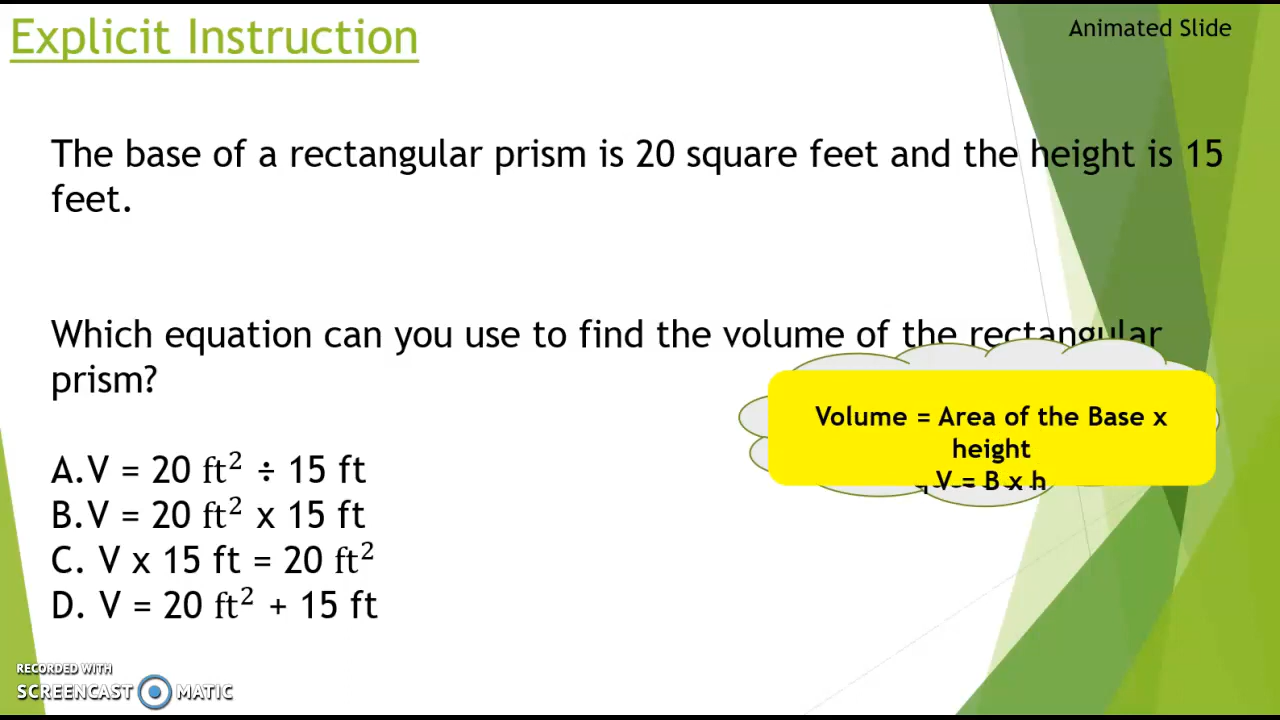 Explicit Instruction
Animated Slide
The base of a rectangular prism is 20 square feet and the height is 15
feet.
Which equation can you use to find the volume of the rectangular
prism?
Volume = Area of the Base x
height
V = B x h
A.V = 20 ft² ÷ 15 ft
B.V = 20 ft² x 15 ft
C. V x 15 ft = 20 ft²
D. V = 20 ft² + 15 ft
RECORDED WITH
SCREENCAST MATIC